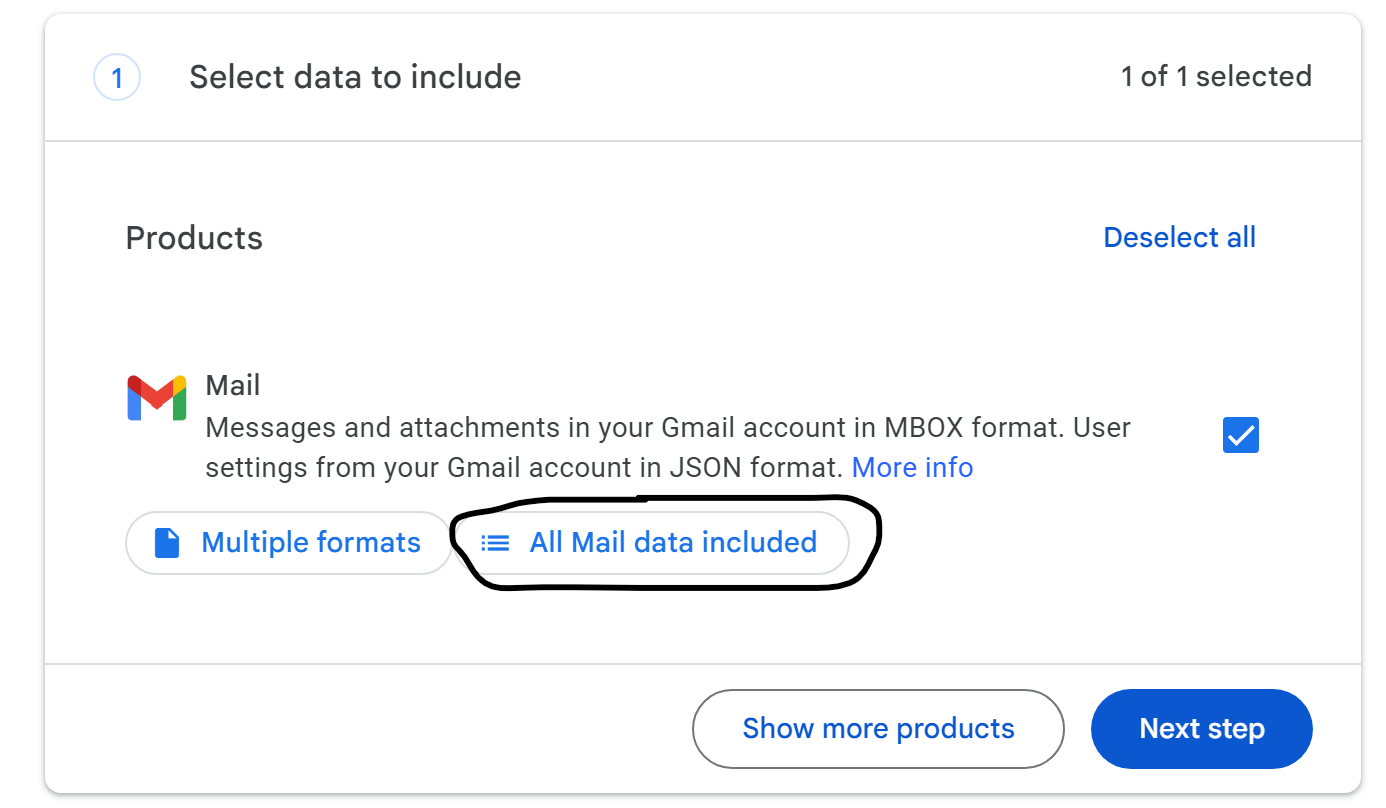 1 Select data to include 1 of 1 selected
Products Deselect all
Mail
Messages and attachments in your Gmail account in MBOX format. User
settings from your Gmail account in JSON format. More info
Multiple formats All Mail data included
Show more products Next step